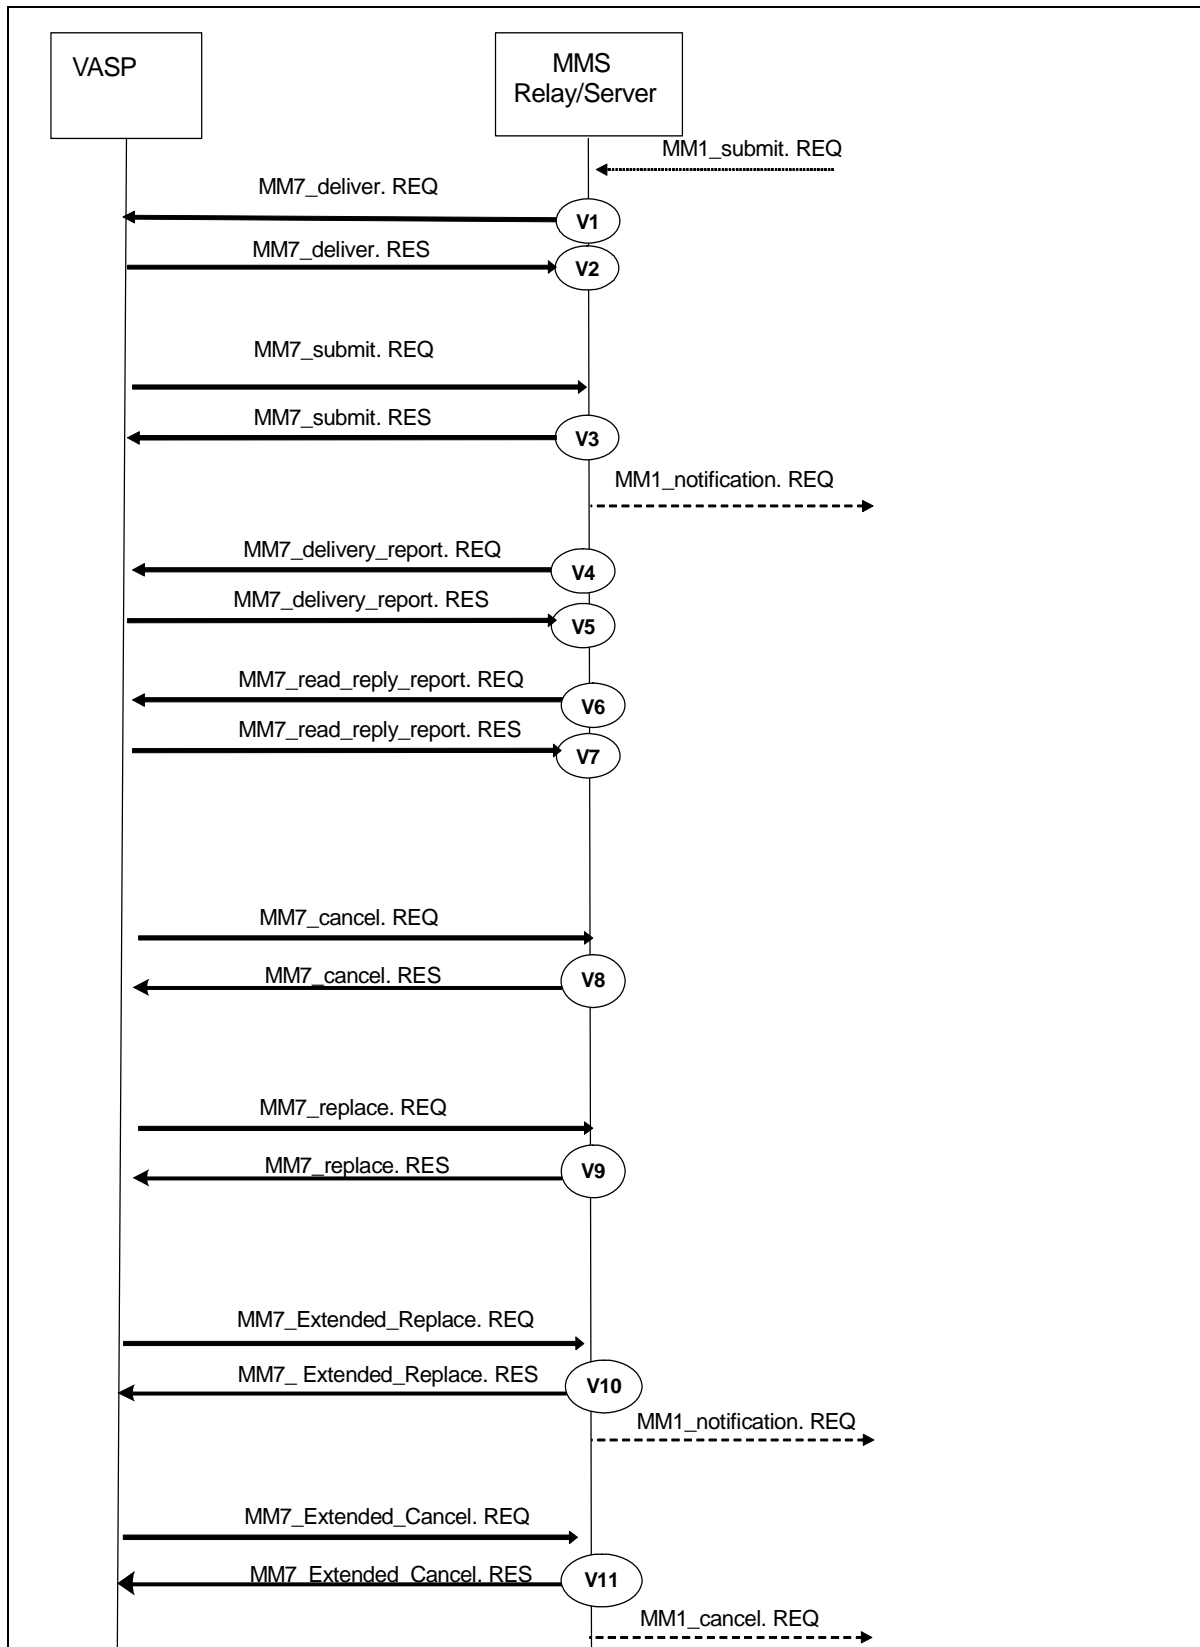 VASP
MMS
Relay/Server
MM1_submit. REQ
MM7_deliver. REQ
V1
MM7_deliver. RES
V2
MM7_submit. REQ
MM7_submit. RES
V3
MM1_notification. REQ
MM7_delivery_report. REQ
V4
MM7_delivery_report. RES
V5
MM7_read_reply_report. REQ
V6
MM7_read_reply_report. RES
V7
MM7_cancel. REQ
MM7_cancel. RES
V8
MM7_replace. REQ
MM7_replace. RES
V9
MM7_Extended_Replace. REQ
MM7_ Extended_Replace. RES
V10
MM1_notification. REQ
MM7_Extended_Cancel. REQ
MM7_Extended_Cancel. RES
V11
MM1_cancel. REQ